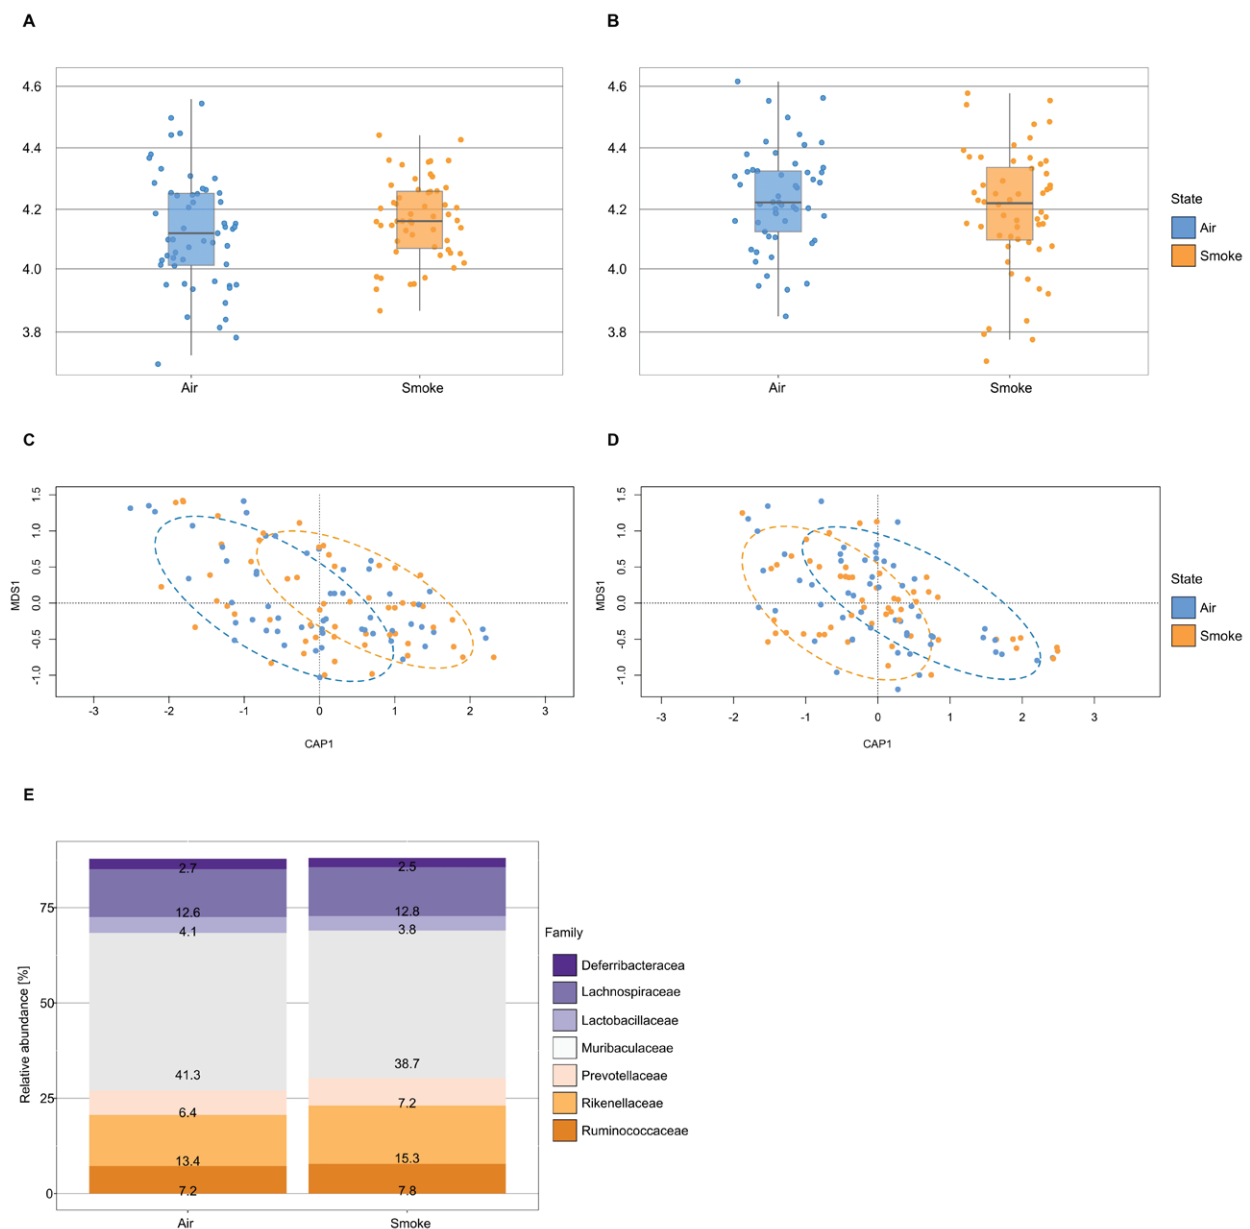 A
B
4.6
4.4
4.2
4.0
3.8
Air
Smoke
4.6
4.4
4.2
4.0
3.8
Air
Smoke
State
Air
Smoke
C
D
MDS1
1.5
1.0
0.5
0.0
-0.5
-1.0
-3
-2
-1
0
1
2
3
CAP1
MDS1
1.5
1.0
0.5
0.0
-0.5
-1.0
-3
-2
-1
0
1
2
3
CAP1
State
Air
Smoke
E
Relative abundance [%]
75
50
25
0
2.7
12.6
4.1
41.3
6.4
13.4
7.2
2.5
12.8
3.8
38.7
7.2
15.3
7.8
Air
Smoke
Family
Deferribacteracea
Lachnospiraceae
Lactobacillaceae
Muribaculaceae
Prevotellaceae
Rikenellaceae
Ruminococcaceae